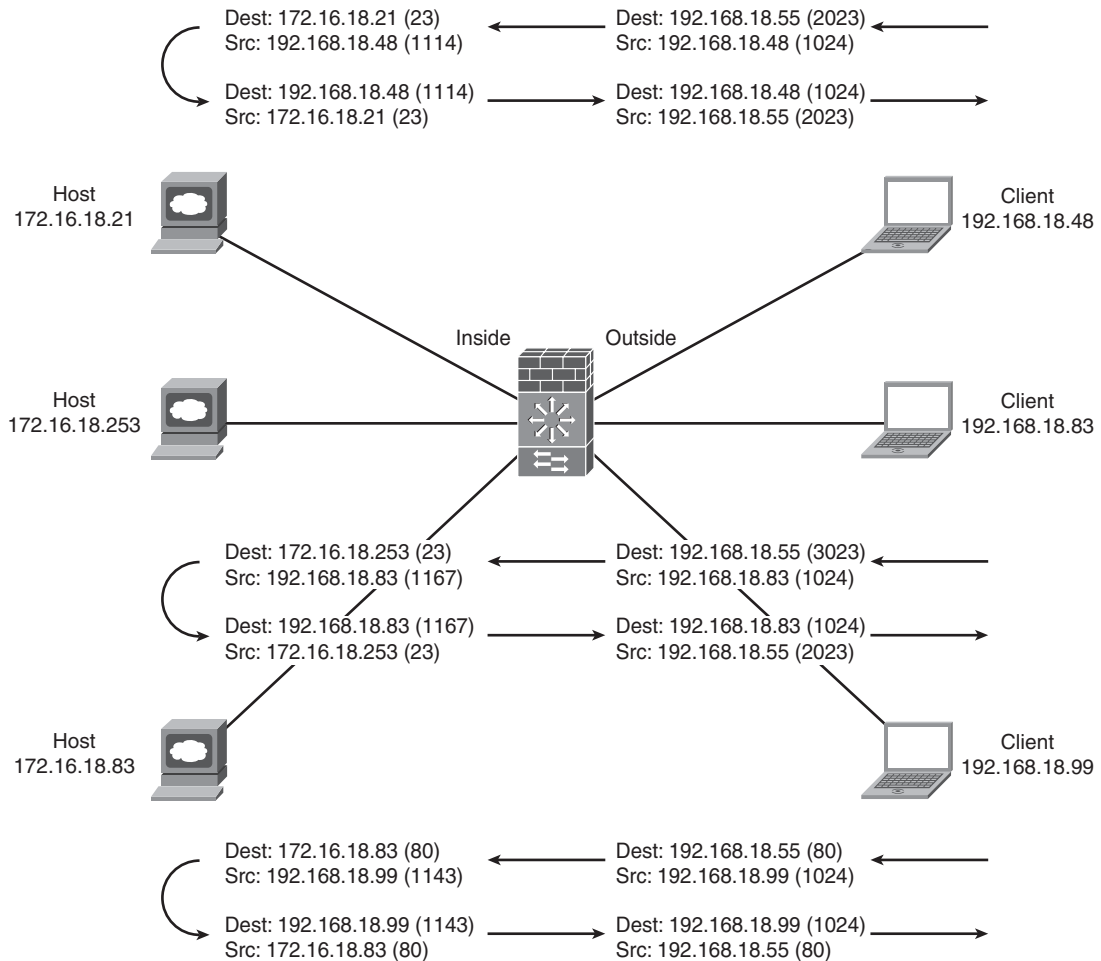 Dest: 172.16.18.21 (23)
Src: 192.168.18.48 (1114)
Dest: 192.168.18.55 (2023)
Src: 192.168.18.48 (1024)
Dest: 192.168.18.48 (1114)
Src: 172.16.18.21 (23)
Dest: 192.168.18.48 (1024)
Src: 192.168.18.55 (2023)
Host
172.16.18.21
Client
192.168.18.48
Inside
Outside
Host
172.16.18.253
Client
192.168.18.83
Dest: 172.16.18.253 (23)
Src: 192.168.18.83 (1167)
Dest: 192.168.18.55 (3023)
Src: 192.168.18.83 (1024)
Dest: 192.168.18.83 (1167)
Src: 172.16.18.253 (23)
Dest: 192.168.18.83 (1024)
Src: 192.168.18.55 (2023)
Host
172.16.18.83
Client
192.168.18.99
Dest: 172.16.18.83 (80)
Src: 192.168.18.99 (1143)
Dest: 192.168.18.55 (80)
Src: 192.168.18.99 (1024)
Dest: 192.168.18.99 (1143)
Src: 172.16.18.83 (80)
Dest: 192.168.18.99 (1024)
Src: 192.168.18.55 (80)